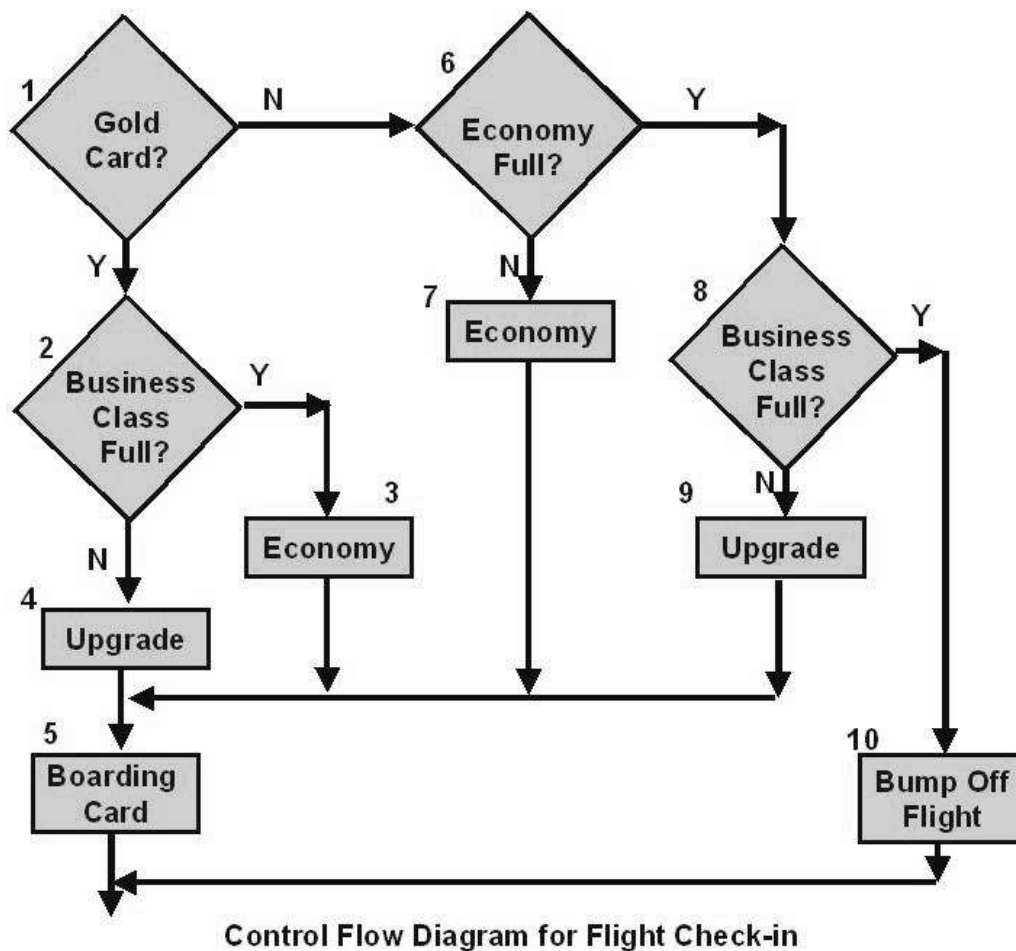 1
Gold
Card?
N
6
Economy
Full?
Y
Y
N
7
Economy
8
Business
Class
Full?
Y
2
Business
Class
Full?
Y
3
Economy
N
9
Upgrade
N
4
Upgrade
5
Boarding
Card
10
Bump Off
Flight
Control Flow Diagram for Flight Check-in